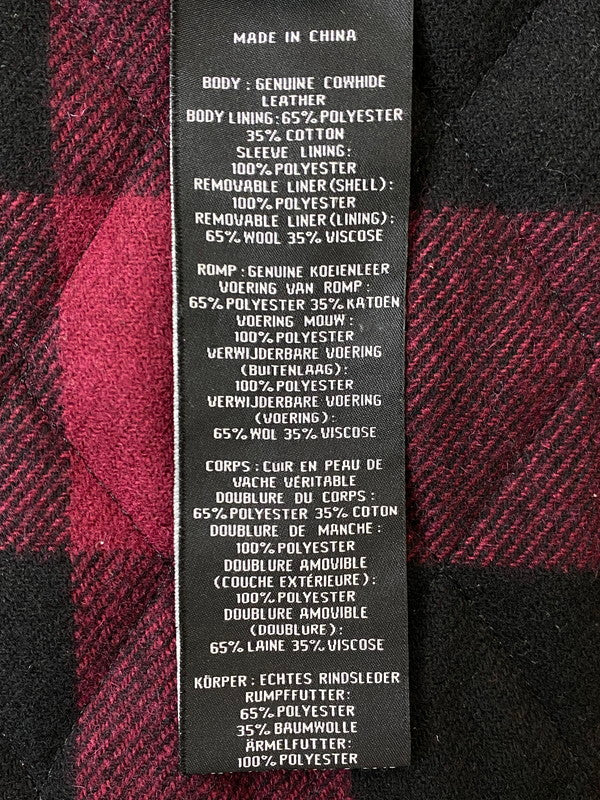 MADE IN CHINA
BODY : GENUINE COWHIDE
LEATHER
BODY LINING: 65% POLYESTER
35% COTTON
SLEEVE LINING:
100% POLYESTER
REMOVABLE LINER (SHELL):
100% POLYESTER
REMOVABLE LINER (LINING):
65% WOOL 35% VISCOSE
ROMP : GENUINE KOEIENLEER
VOERING VAN ROMP :
65% POLYESTER 35% KATOEN
VOERING MOUW :
100% POLYESTER
VERWIJDERBARE VOERING
(BUITENLAAG):
100% POLYESTER
VERWIJDERBARE VOERING
(VOERING):
65% WOL 35% VISCOSE
CORPS : CUIR EN PEAU DE
VACHE VÉRITABLE
DOUBLURE DU CORPS :
65% POLYESTER 35% COTON
DOUBLURE DE MANCHE :
100% POLYESTER
DOUBLURE AMOVIBLE
(COUCHE EXTÉRIEURE):
100% POLYESTER
DOUBLURE AMOVIBLE
(DOUBLURE):
65% LAINE 35% VISCOSE
KÖRPER : ECHTES RINDSLEDER
RUMPFFUTTER:
65% POLYESTER
35% BAUMWOLLE
ÄRMELFUTTER:
100% POLYESTER